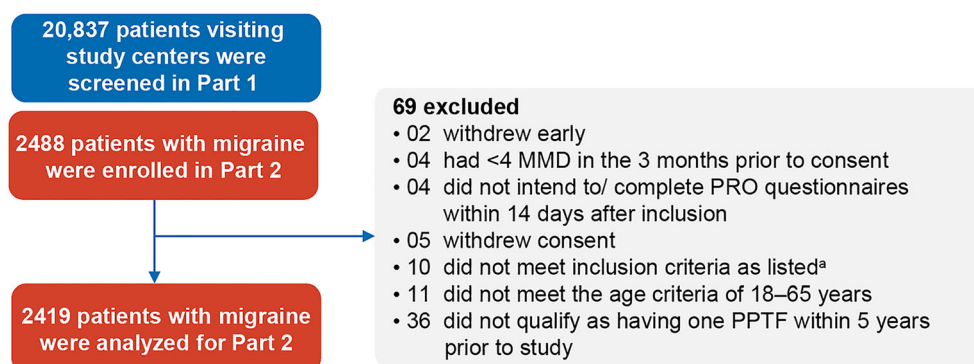 20,837 patients visiting
study centers were
screened in Part 1
2488 patients with migraine
were enrolled in Part 2
69 excluded
• 02 withdrew early
• 04 had <4 MMD in the 3 months prior to consent
• 04 did not intend to/ complete PRO questionnaires
within 14 days after inclusion
• 05 withdrew consent
• 10 did not meet inclusion criteria as listedᵃ
• 11 did not meet the age criteria of 18–65 years
• 36 did not qualify as having one PPTF within 5 years
prior to study
2419 patients with migraine
were analyzed for Part 2